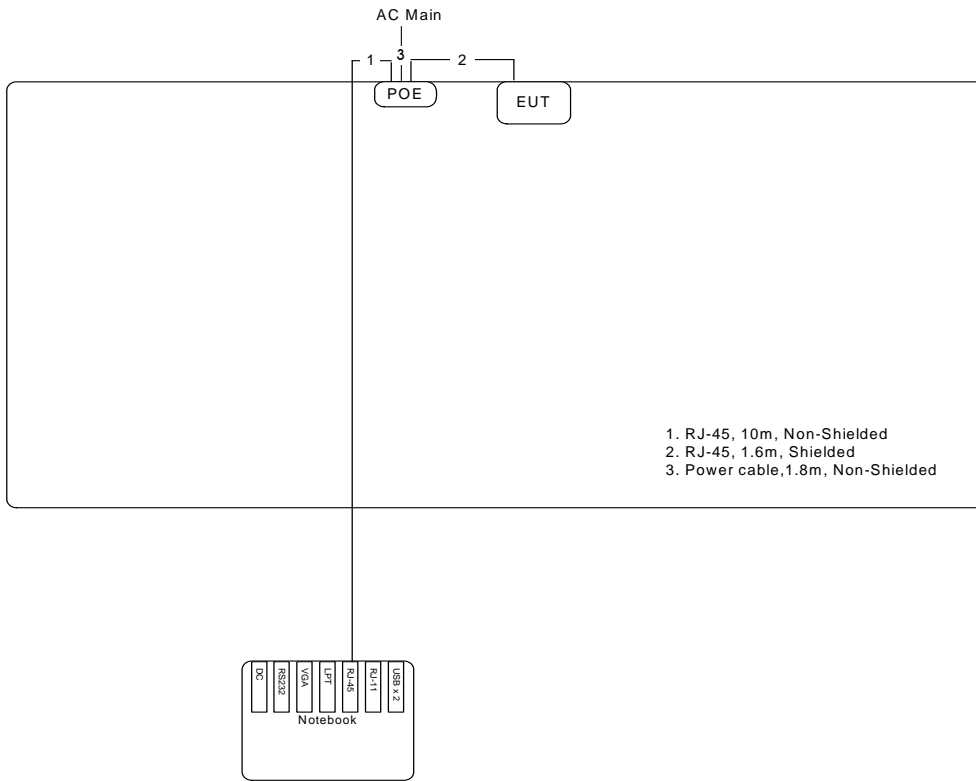 AC Main
1
3
2
POE
EUT
1. RJ-45, 10m, Non-Shielded
2. RJ-45, 1.6m, Shielded
3. Power cable,1.8m, Non-Shielded
DC
RS232
VGA
LPT
RJ-45
RJ-11
USB x 2
Notebook